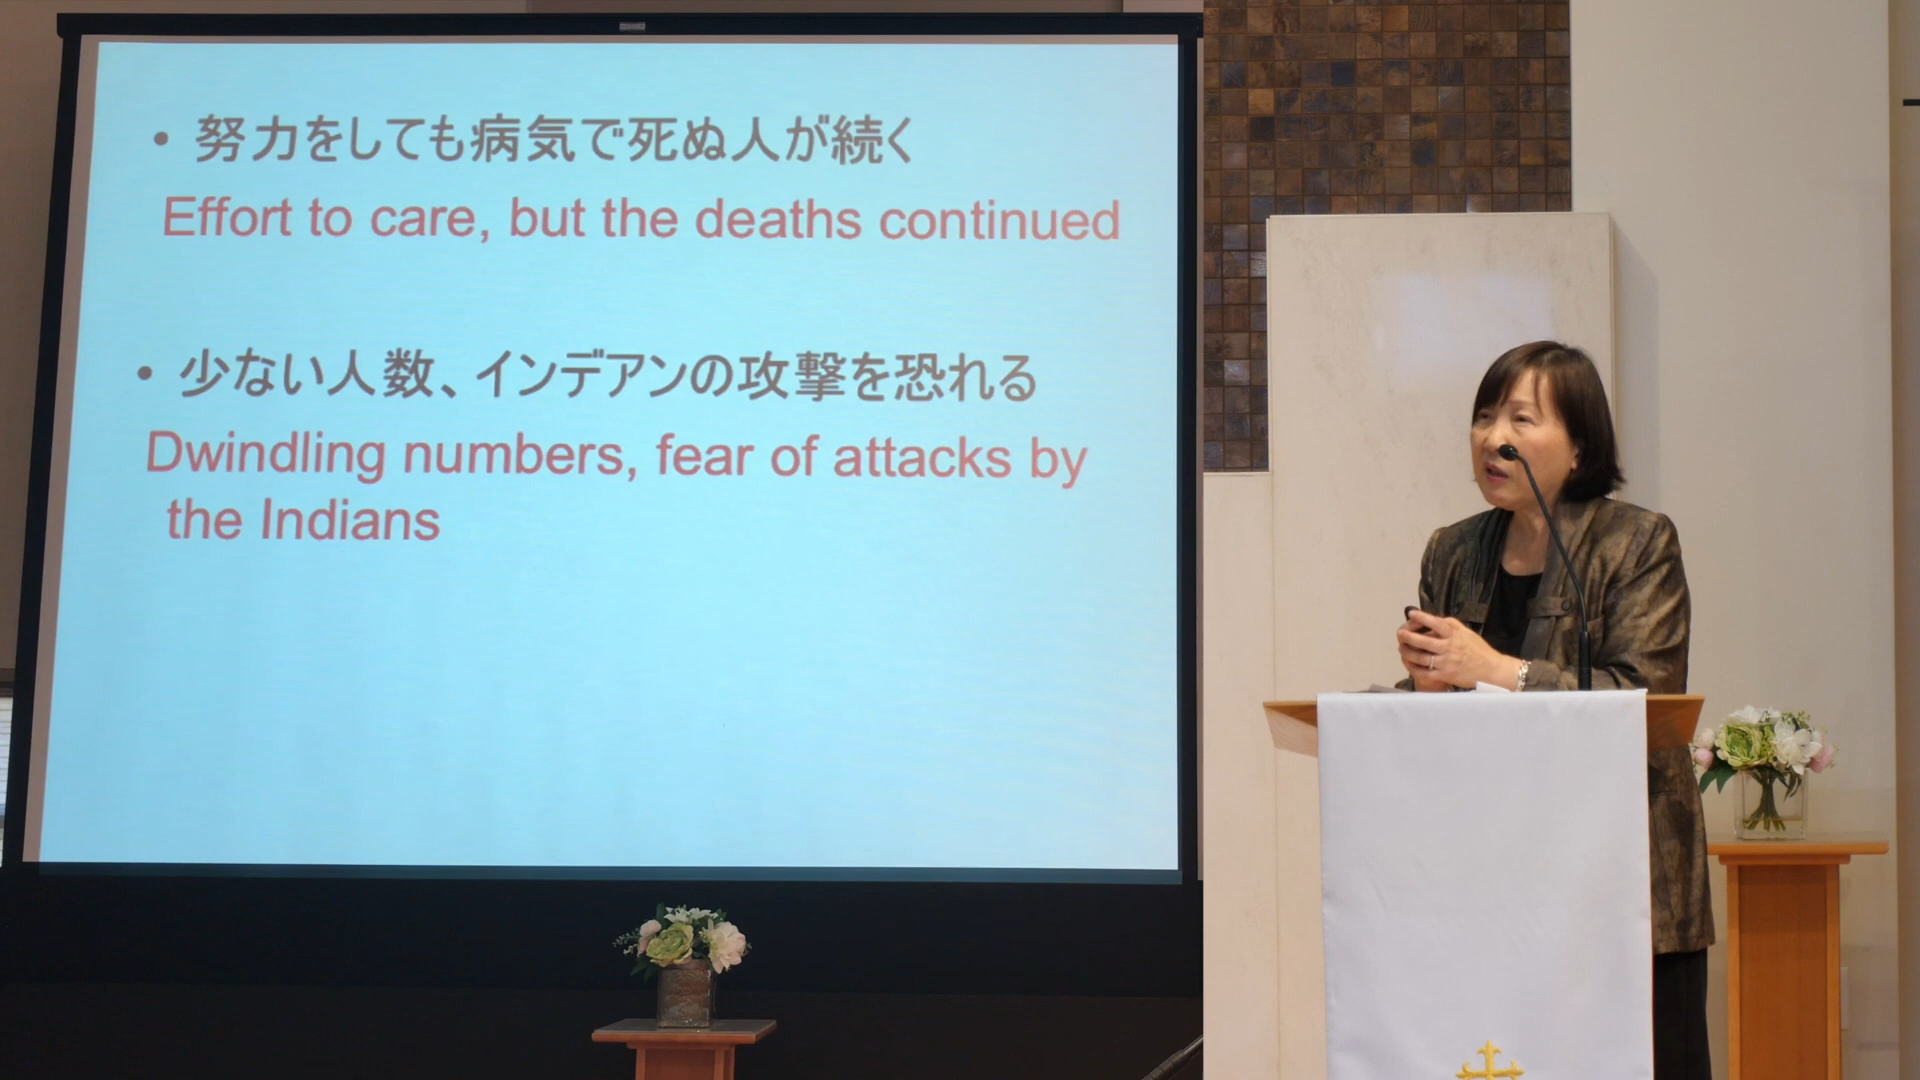 • 努力をしても病気で死ぬ人が続く
Effort to care, but the deaths continued
• 少ない人数、インデアンの攻撃を恐れる
Dwindling numbers, fear of attacks by
the Indians